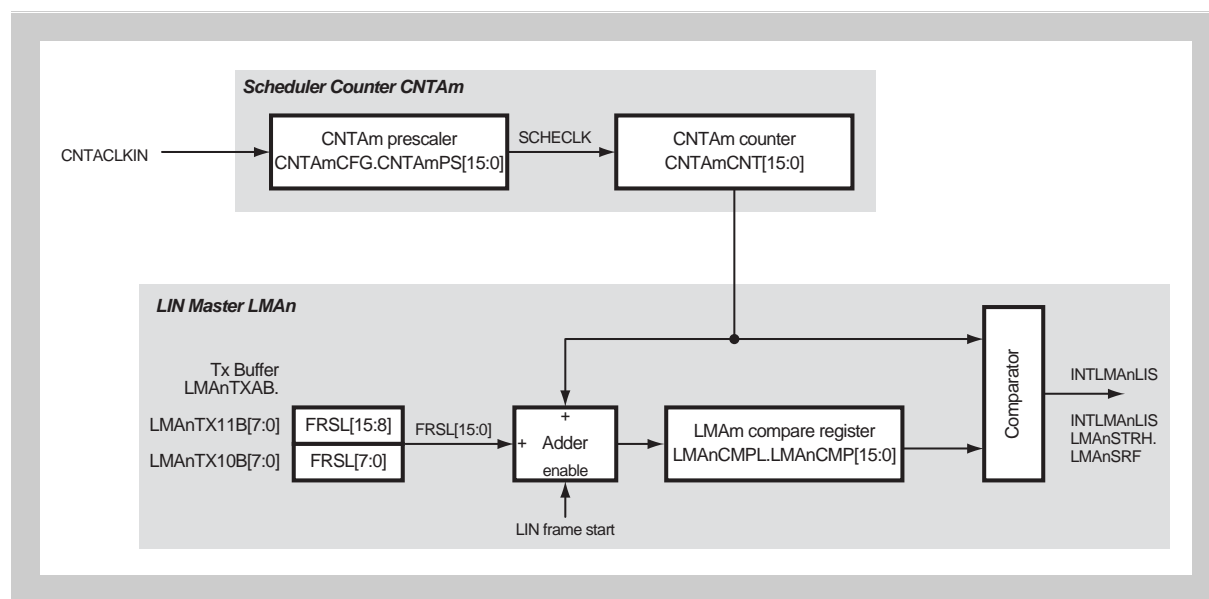 Scheduler Counter CNTAm
CNTACLKIN
CNTAm prescaler
CNTAmCFG.CNTAmPS[15:0]
SCHECLK
CNTAm counter
CNTAmCNT[15:0]
LIN Master LMAn
Tx Buffer
LMAnTXAB.
LMAnTX11B[7:0]
FRSL[15:8]
LMAnTX10B[7:0]
FRSL[7:0]
FRSL[15:0]
+
+
Adder
enable
LIN frame start
LMAm compare register
LMAnCMPL.LMAnCMP[15:0]
Comparator
INTLMAnLIS
INTLMAnLIS
LMAnSTRH.
LMAnSRF